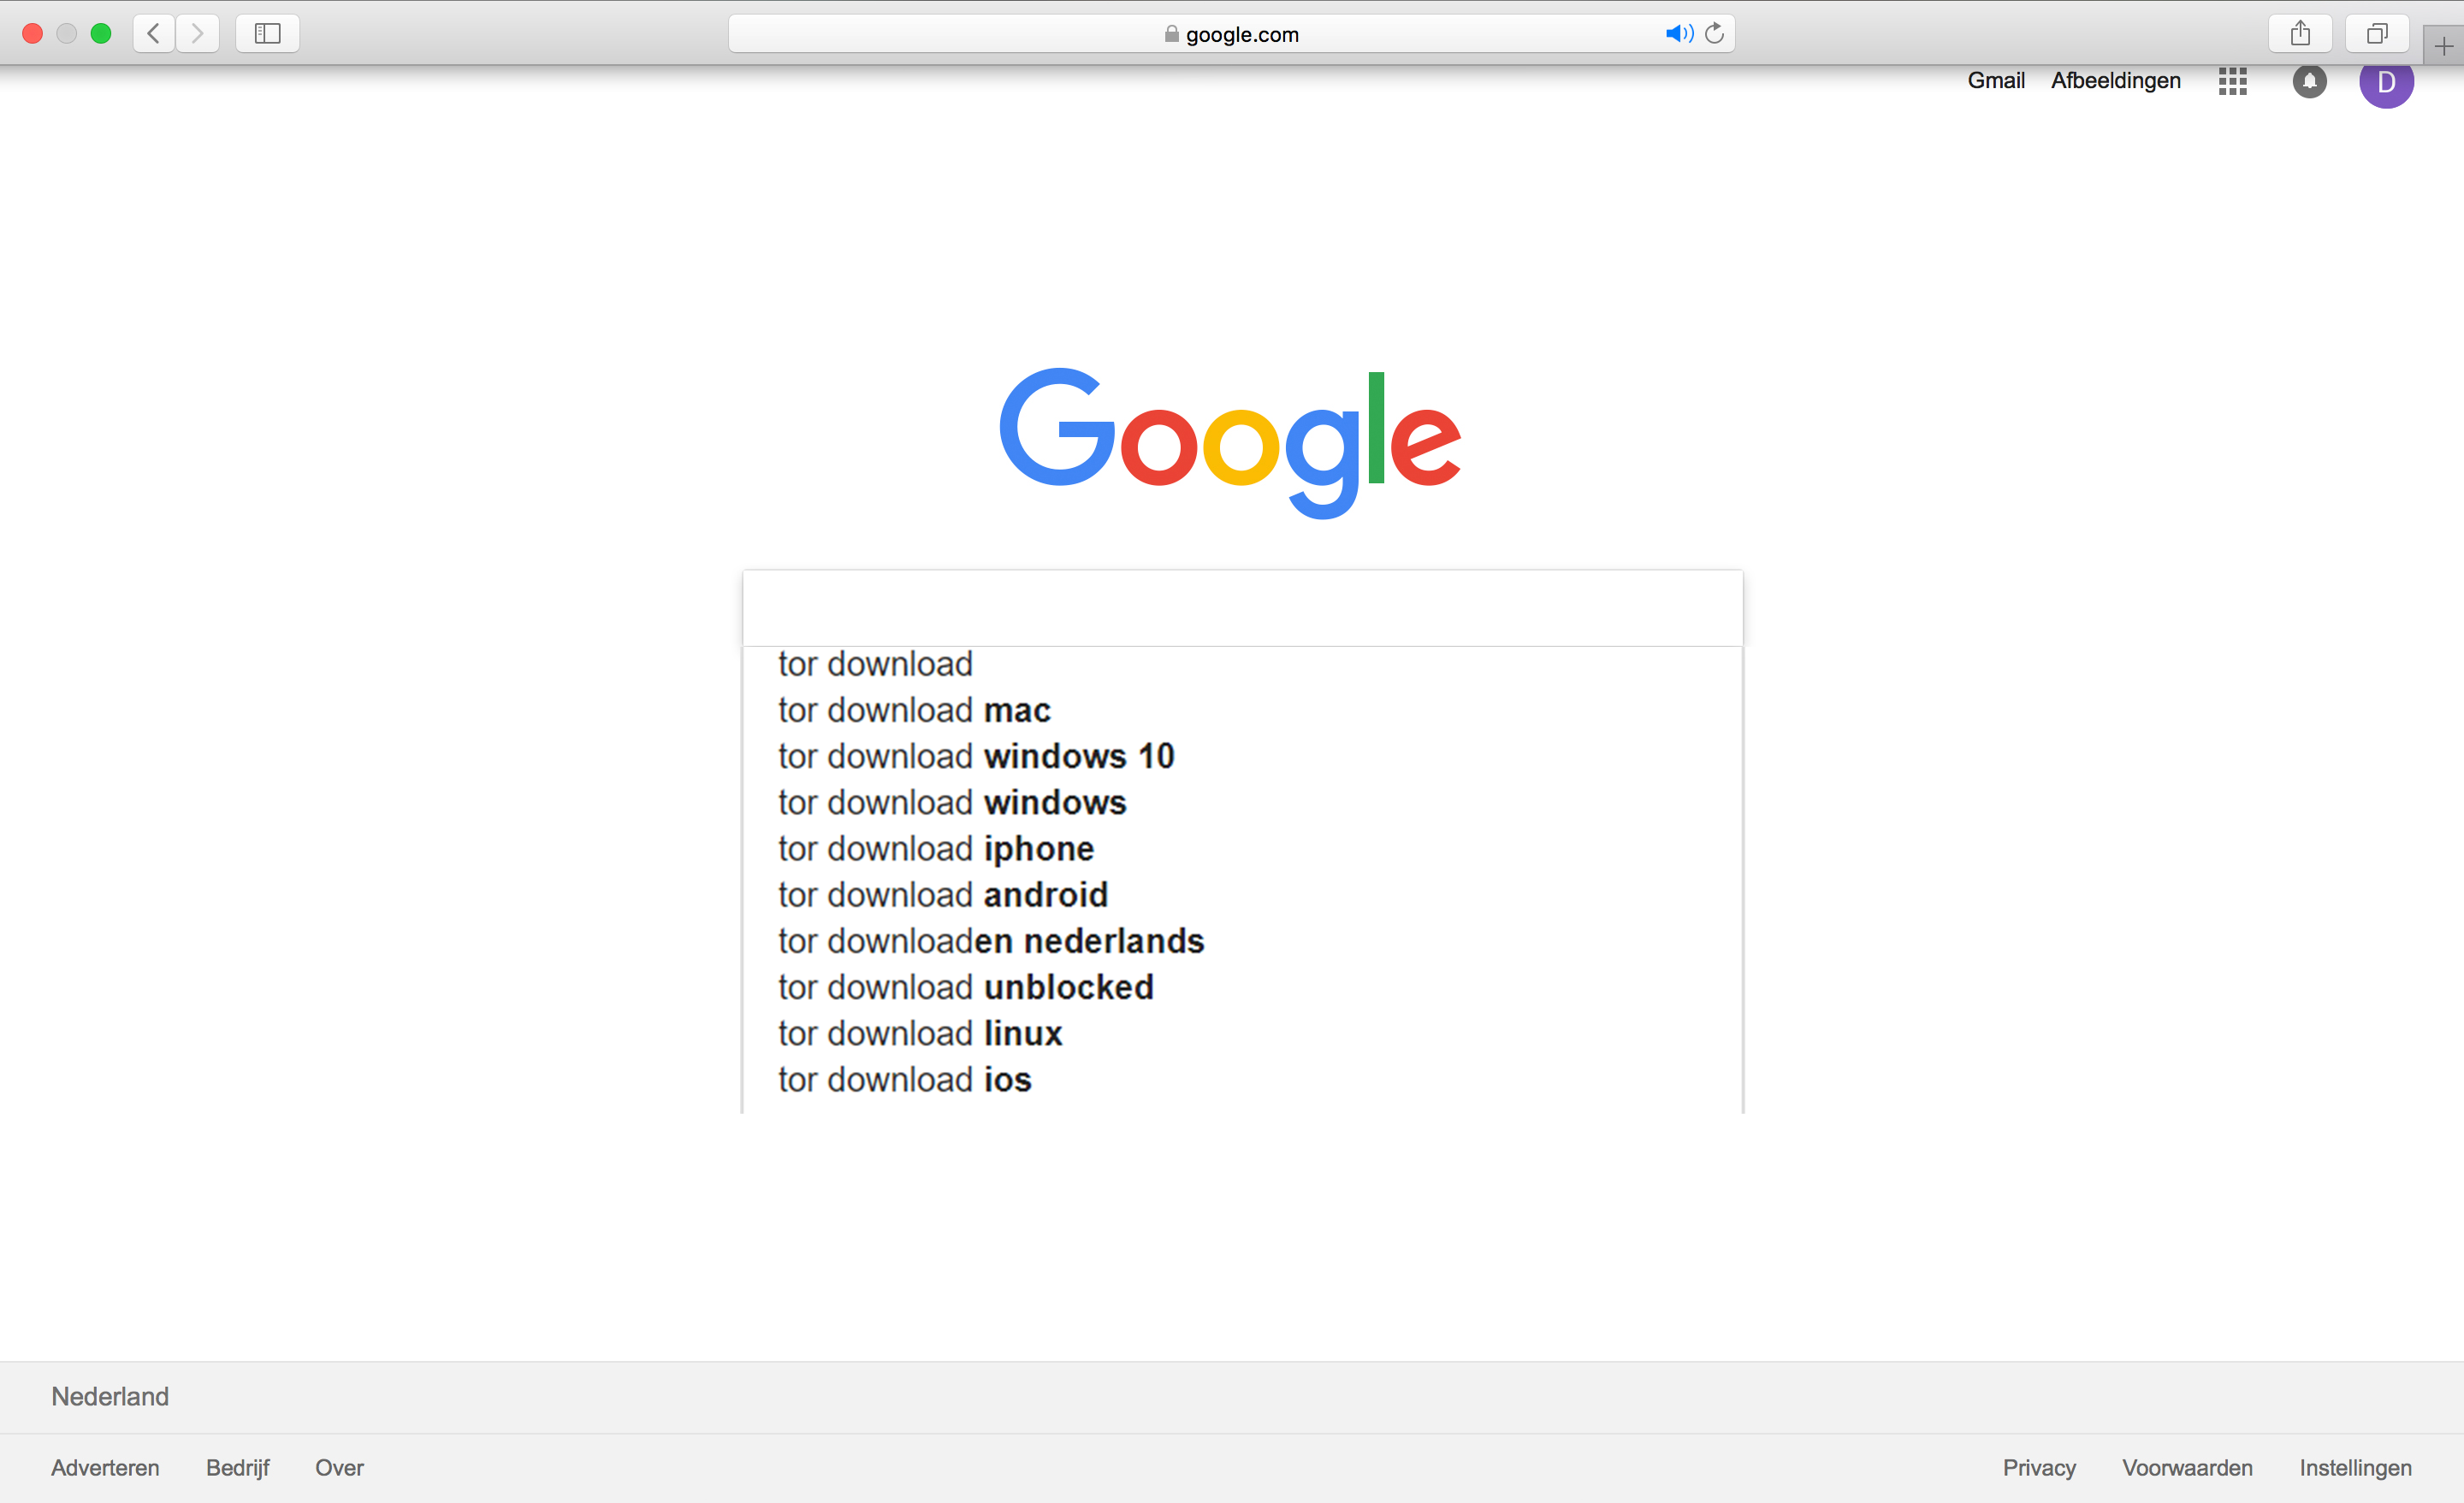 google.com
Gmail Afbeeldingen D
Google
tor download
tor download mac
tor download windows 10
tor download windows
tor download iphone
tor download android
tor downloaden nederlands
tor download unblocked
tor download linux
tor download ios
Nederland
Adverteren Bedrijf Over Privacy Voorwaarden Instellingen